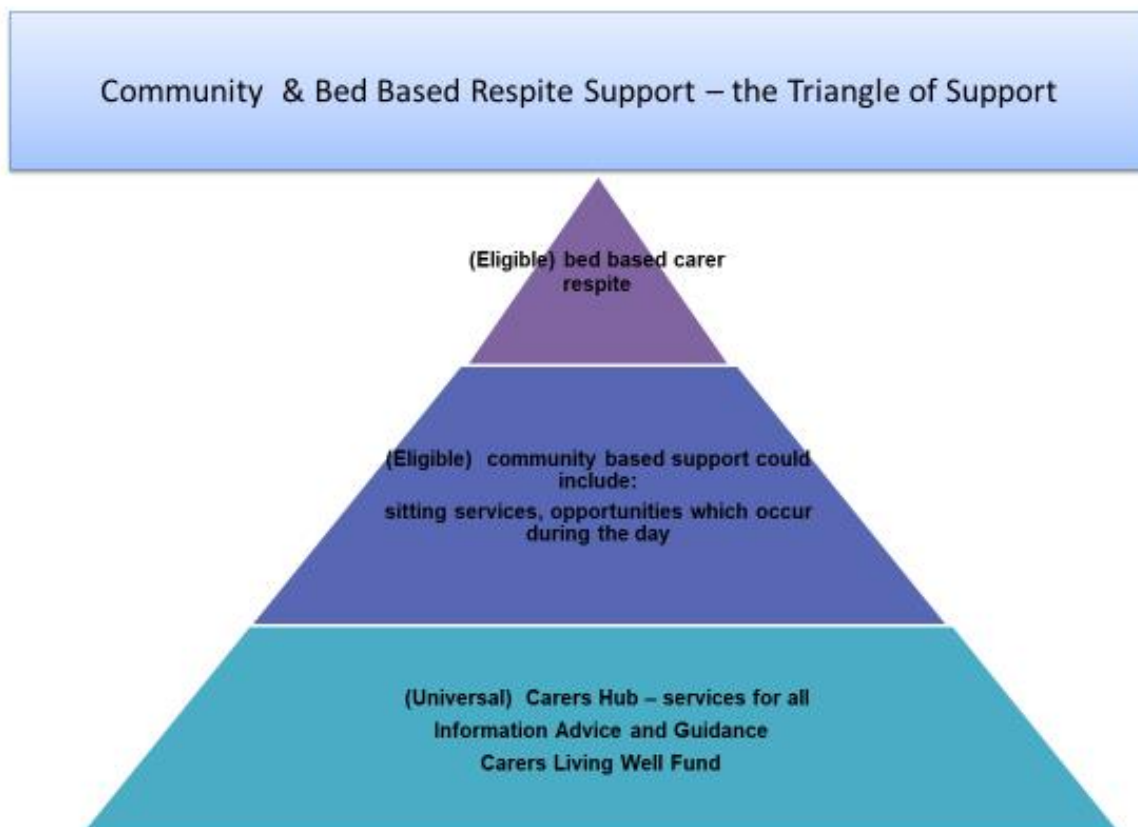 Community & Bed Based Respite Support – the Triangle of Support
(Eligible) bed based carer
respite
(Eligible) community based support could
include:
sitting services, opportunities which occur
during the day
(Universal) Carers Hub – services for all
Information Advice and Guidance
Carers Living Well Fund